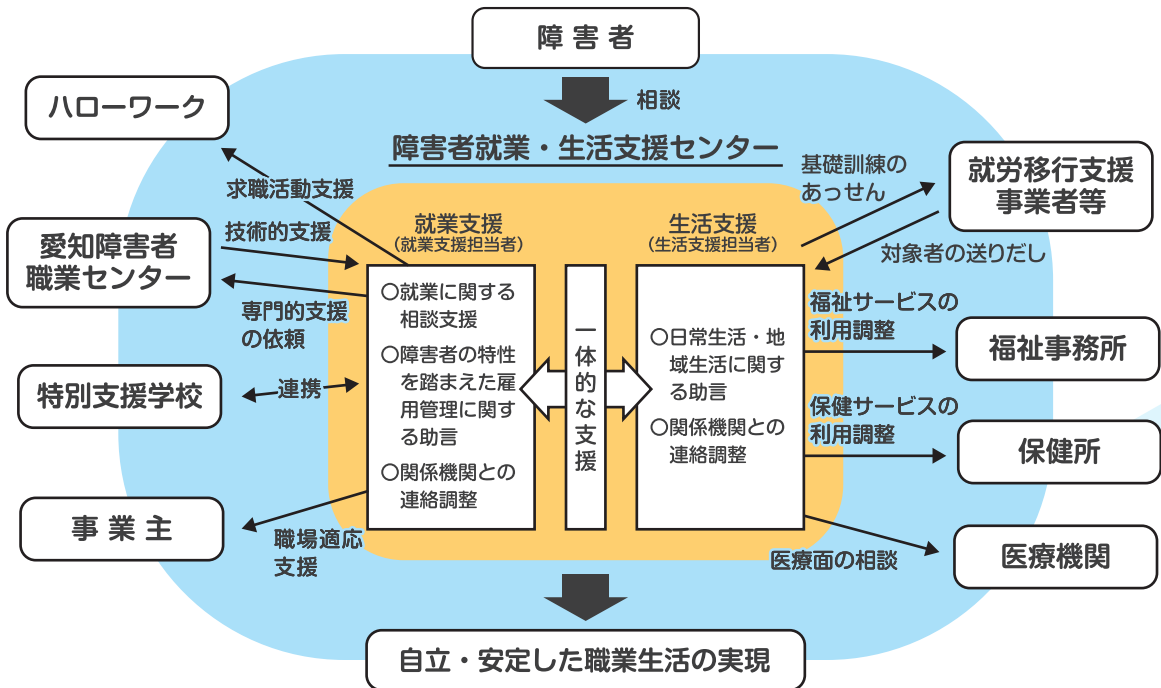 障害者
相談
ハローワーク
障害者就業・生活支援センター
求職活動支援
基礎訓練の
あっせん
就労移行支援
事業者等
愛知障害者
職業センター
技術的支援
就業支援
(就業支援担当者)
生活支援
(生活支援担当者)
対象者の送りだし
専門的支援
の依頼
○就業に関する
相談支援
○障害者の特性
を踏まえた雇
用管理に関す
る助言
○関係機関との
連絡調整
一体的な支援
○日常生活・地
域生活に関す
る助言
○関係機関との
連絡調整
福祉サービスの
利用調整
福祉事務所
特別支援学校
連携
保健サービスの
利用調整
保健所
事業主
職場適応
支援
医療面の相談
医療機関
自立・安定した職業生活の実現